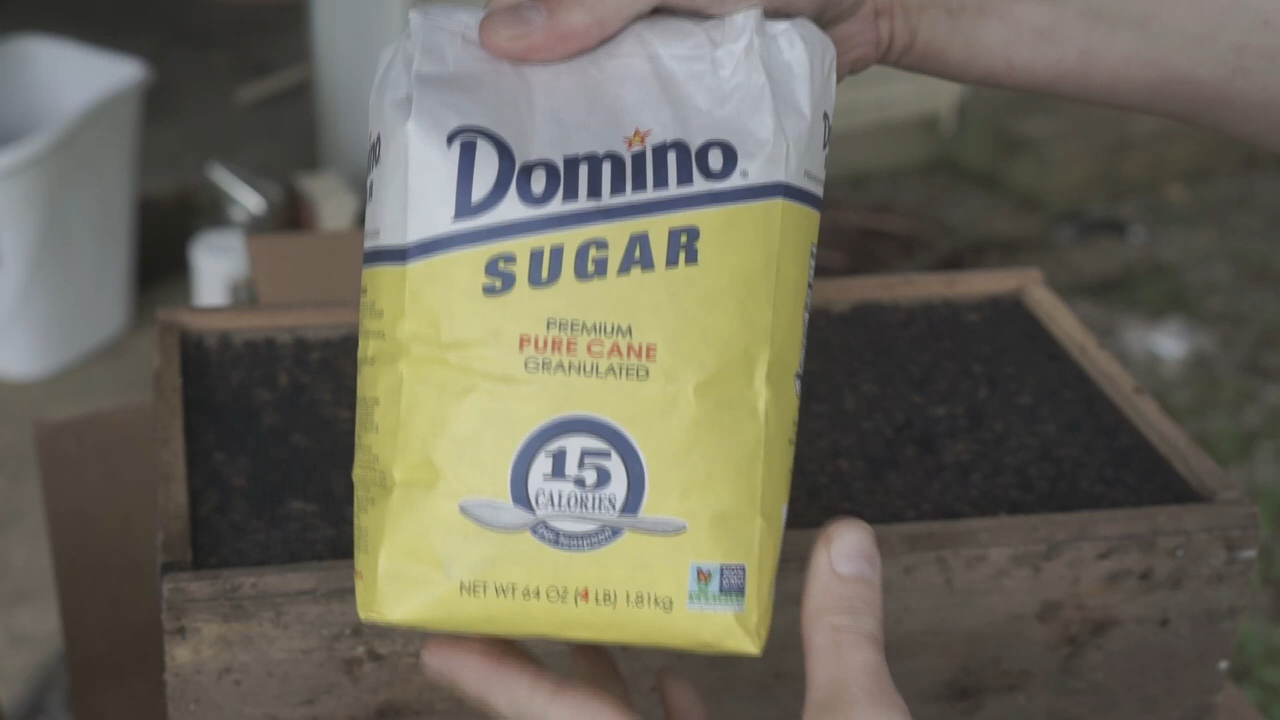 Domino
SUGAR
PREMIUM
PURE CANE
GRANULATED
15
CALORIES
NET WT 64 OZ (4 LB) 1.81kg